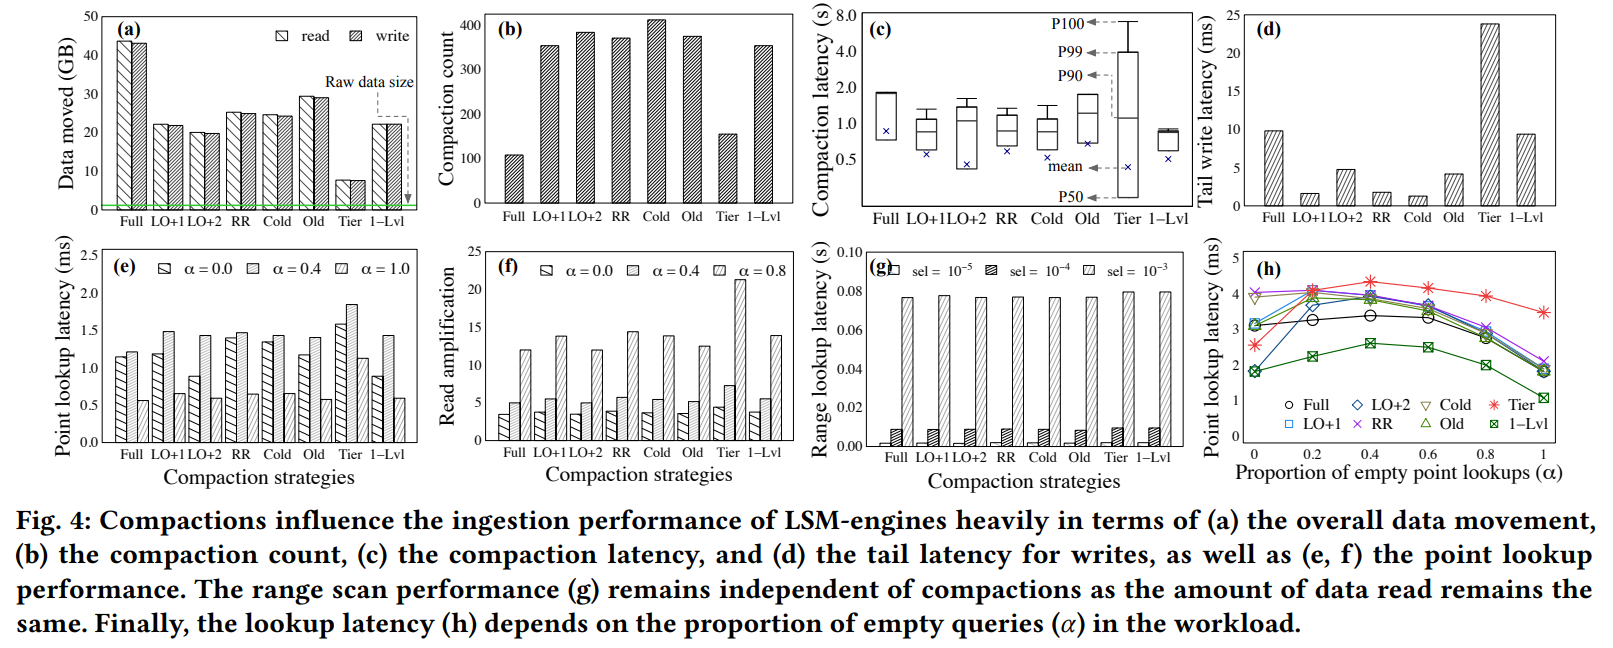 (a)
read write
Raw data size
Data moved (GB)
50
40
30
20
10
0
Full LO+1 LO+2 RR Cold Old Tier 1–Lvl
(b)
Compaction count
400
300
200
100
0
Full LO+1 LO+2 RR Cold Old Tier 1–Lvl
(c)
Compaction latency (s)
8.0
4.0
2.0
1.0
0.5
P100
P99
P90
mean
P50
Full LO+1 LO+2 RR Cold Old Tier 1–Lvl
(d)
Tail write latency (ms)
25
20
15
10
5
0
Full LO+1 LO+2 RR Cold Old Tier 1–Lvl
(e)
α = 0.0 α = 0.4 α = 1.0
Point lookup latency (ms)
2.5
2.0
1.5
1.0
0.5
0.0
Full LO+1 LO+2 RR Cold Old Tier 1–Lvl
Compaction strategies
(f)
α = 0.0 α = 0.4 α = 0.8
Read amplification
25
20
15
10
5
0
Full LO+1 LO+2 RR Cold Old Tier 1–Lvl
Compaction strategies
(g)
sel = 10⁻⁵ sel = 10⁻⁴ sel = 10⁻³
Range lookup latency (s)
0.10
0.08
0.06
0.04
0.02
0.00
Full LO+1 LO+2 RR Cold Old Tier 1–Lvl
Compaction strategies
(h)
Point lookup latency (ms)
5
4
3
2
1
0
Full LO+2 Cold Tier
LO+1 RR Old 1–Lvl
0 0.2 0.4 0.6 0.8 1
Proportion of empty point lookups (α)
Fig. 4: Compactions influence the ingestion performance of LSM-engines heavily in terms of (a) the overall data movement,
(b) the compaction count, (c) the compaction latency, and (d) the tail latency for writes, as well as (e, f) the point lookup
performance. The range scan performance (g) remains independent of compactions as the amount of data read remains the
same. Finally, the lookup latency (h) depends on the proportion of empty queries (α) in the workload.